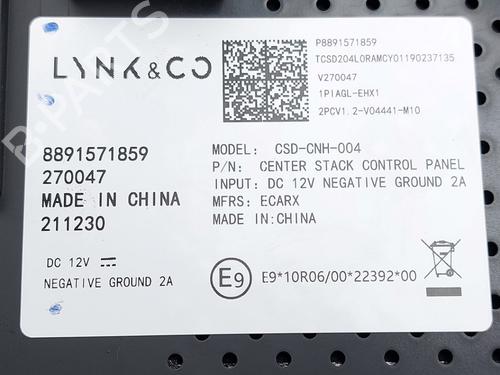 LYNK&CO
P8891571859
TCSD204L0RAMCY01190237135
V270047
1PIAGL-EHX1
2PCV1.2-V04441-M10
8891571859
270047
MADE IN CHINA
211230
DC 12V
NEGATIVE GROUND 2A
MODEL: CSD-CNH-004
P/N: CENTER STACK CONTROL PANEL
INPUT: DC 12V NEGATIVE GROUND 2A
MFRS: ECARX
MADE IN:CHINA
E9
E9*10R06/00*22392*00
B-PARTS